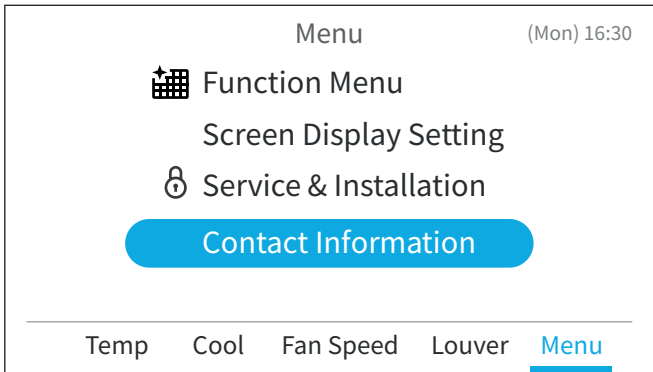 Menu (Mon) 16:30
Function Menu
Screen Display Setting
Service & Installation
Contact Information
Temp Cool Fan Speed Louver Menu